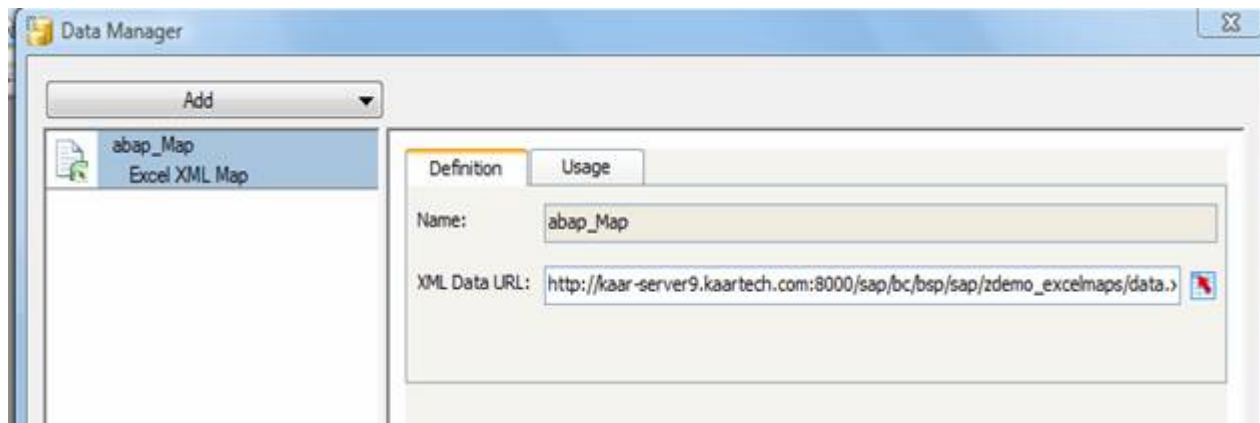 Data Manager
Add
abap_Map
Excel XML Map
Definition Usage
Name: abap_Map
XML Data URL: http://kaar-server9.kaartech.com:8000/sap/bc/bsp/sap/zdemo_excelmaps/data.x